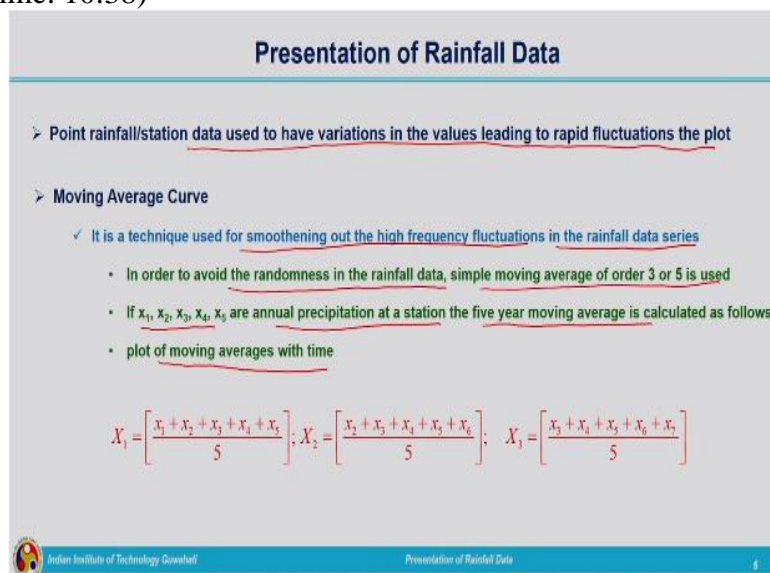 Presentation of Rainfall Data
➢ Point rainfall/station data used to have variations in the values leading to rapid fluctuations the plot
➢ Moving Average Curve
✓ It is a technique used for smoothening out the high frequency fluctuations in the rainfall data series
• In order to avoid the randomness in the rainfall data, simple moving average of order 3 or 5 is used
• If x₁, x₂, x₃, x₄, x₅ are annual precipitation at a station the five year moving average is calculated as follows
• plot of moving averages with time
X₁ = [(x₁ + x₂ + x₃ + x₄ + x₅)/5]; X₂ = [(x₂ + x₃ + x₄ + x₅ + x₆)/5]; X₃ = [(x₃ + x₄ + x₅ + x₆ + x₇)/5]
Indian Institute of Technology Guwahati Presentation of Rainfall Data 6